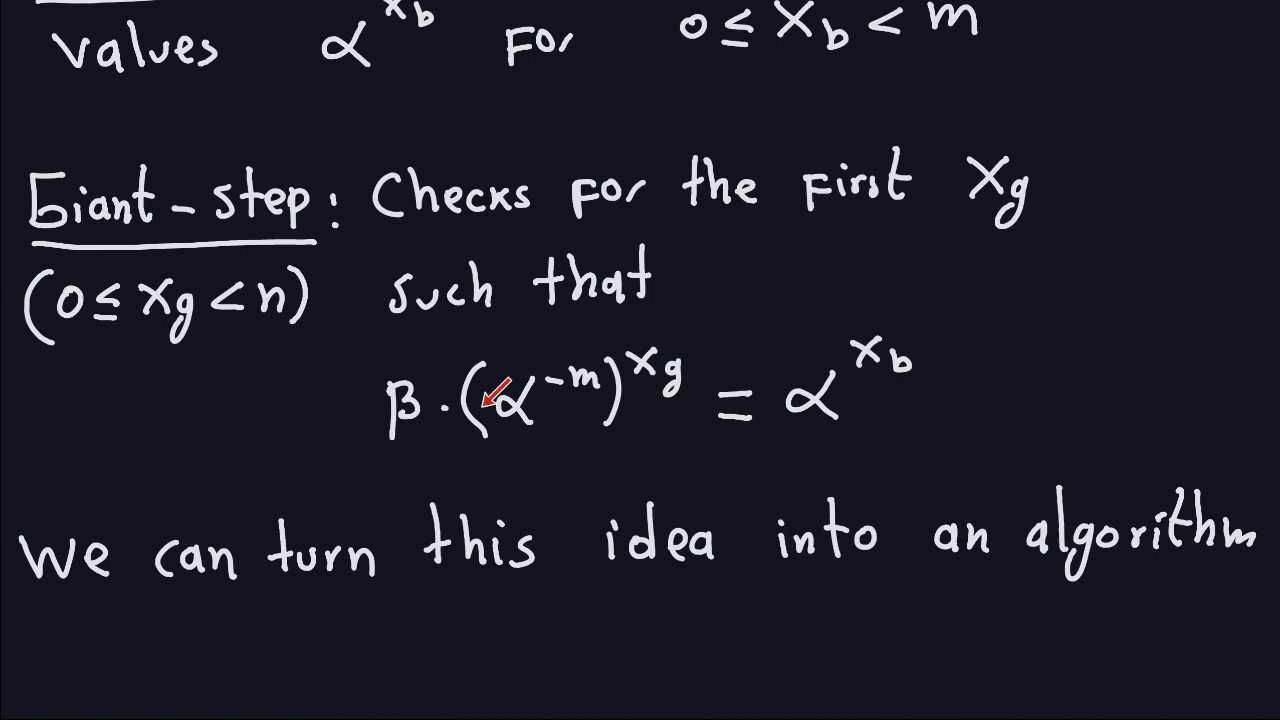 values α^{x_b} for 0 ≤ x_b < m
Giant-step: Checks for the first x_g
(0 ≤ x_g < n) such that
β · (α^{-m})^{x_g} = α^{x_b}
We can turn this idea into an algorithm